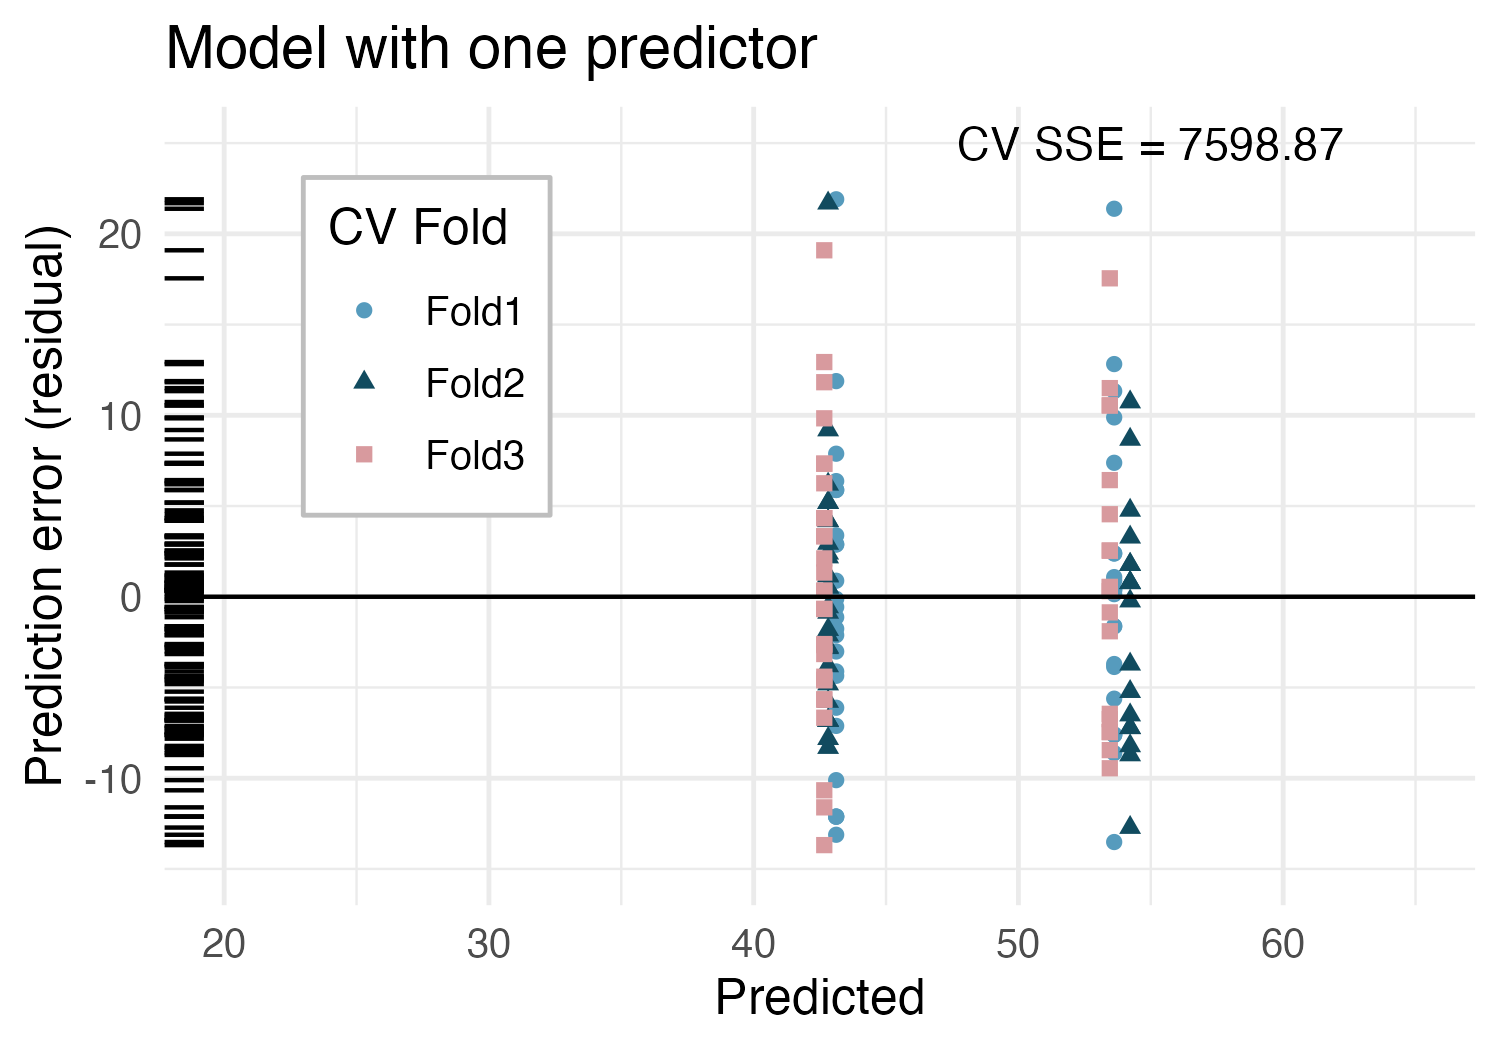 Model with one predictor
CV SSE = 7598.87
CV Fold
Fold1
Fold2
Fold3
Prediction error (residual)
20
10
0
-10
20
30
40
50
60
Predicted